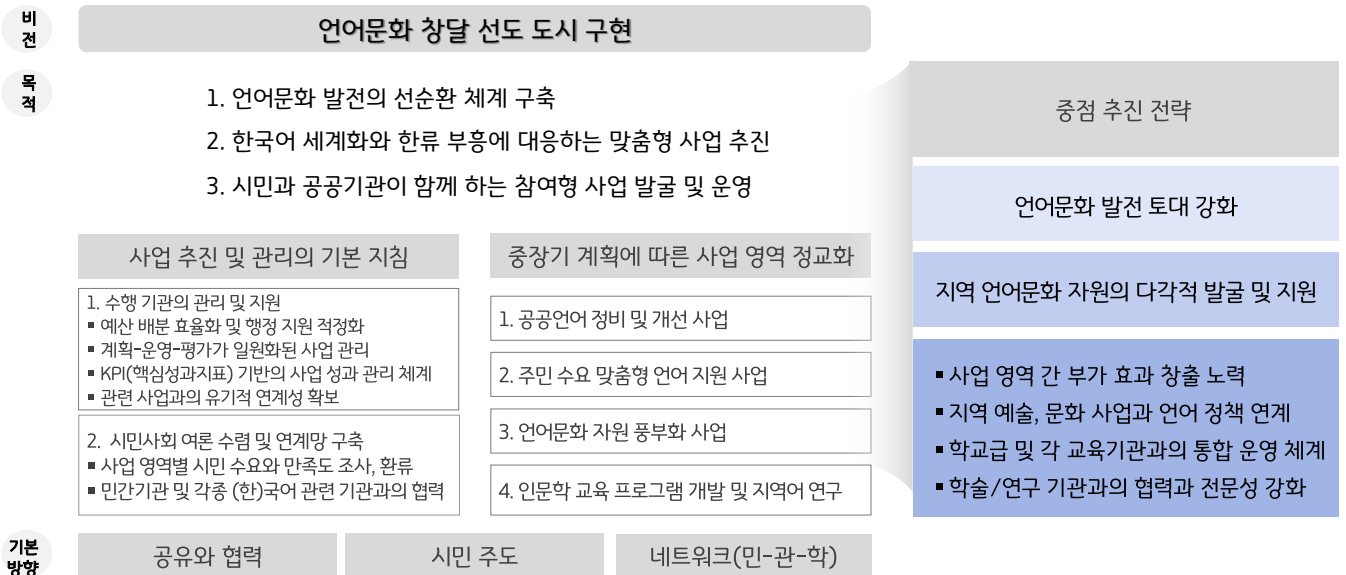 비
전
언어문화 창달 선도 도시 구현
목
적
1. 언어문화 발전의 선순환 체계 구축
2. 한국어 세계화와 한류 부흥에 대응하는 맞춤형 사업 추진
3. 시민과 공공기관이 함께 하는 참여형 사업 발굴 및 운영
사업 추진 및 관리의 기본 지침
1. 수행 기관의 관리 및 지원
▪ 예산 배분 효율화 및 행정 지원 적정화
▪ 계획-운영-평가가 일원화된 사업 관리
▪ KPI(핵심성과지표) 기반의 사업 성과 관리 체계
▪ 관련 사업과의 유기적 연계성 확보
2. 시민사회 여론 수렴 및 연계망 구축
▪ 사업 영역별 시민 수요와 만족도 조사, 환류
▪ 민간기관 및 각종 (한)국어 관련 기관과의 협력
중장기 계획에 따른 사업 영역 정교화
1. 공공언어 정비 및 개선 사업
2. 주민 수요 맞춤형 언어 지원 사업
3. 언어문화 자원 풍부화 사업
4. 인문학 교육 프로그램 개발 및 지역어 연구
중점 추진 전략
언어문화 발전 토대 강화
지역 언어문화 자원의 다각적 발굴 및 지원
▪ 사업 영역 간 부가 효과 창출 노력
▪ 지역 예술, 문화 사업과 언어 정책 연계
▪ 학교급 및 각 교육기관과의 통합 운영 체계
▪ 학술/연구 기관과의 협력과 전문성 강화
기본
방향
공유와 협력
시민 주도
네트워크(민-관-학)